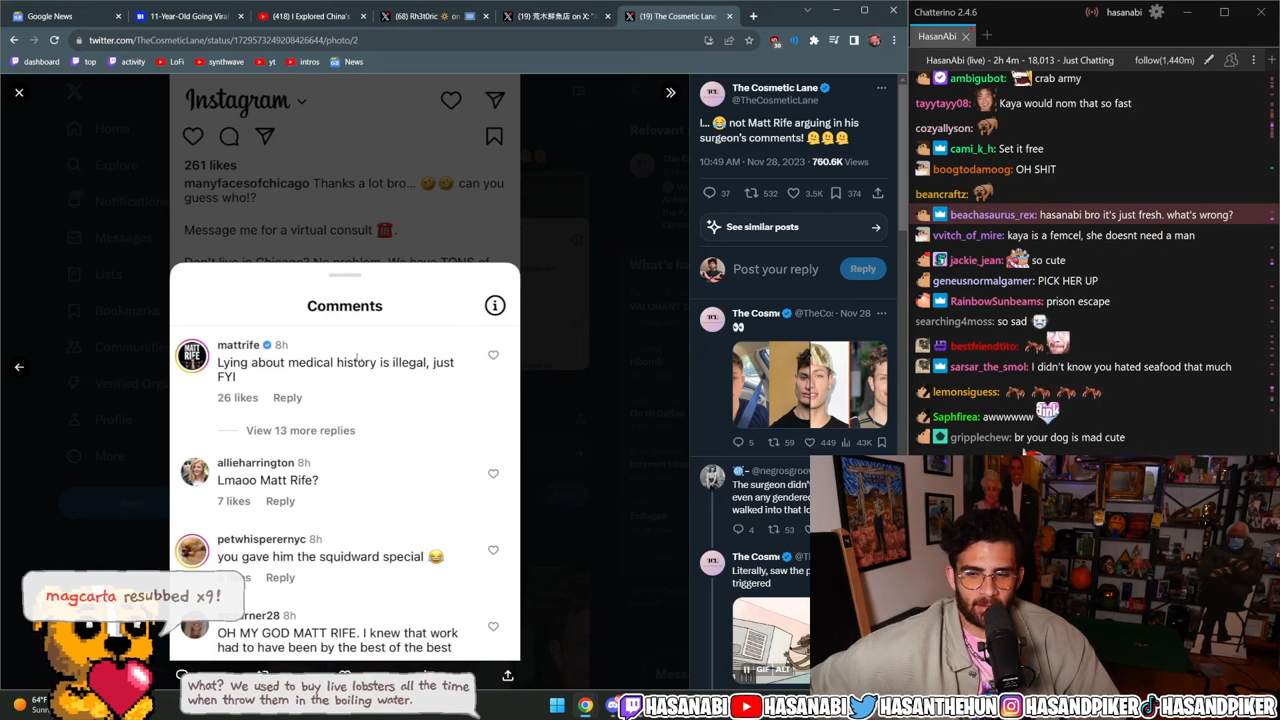 Google News
11-Year-Old Going Viral
(418) I Explored China's
(68) Rh3t0ric
(19) 荒木鮮魚店 on X: "
(19) The Cosmetic Lane
twitter.com/TheCosmeticLane/status/1729573249208426644/photo/2
dashboard
top
activity
LoFi
synthwave
yt
intros
News
Home
Explore
Notifications
Messages
Lists
Bookmarks
Communities
Verified
Profile
More
Instagram
261 likes
manyfacesofchicago Thanks a lot bro... 🤣🤣 can you
guess who!?
Message me for a virtual consult ☎️.
Don't live in Chicago? No problem. We have TONS of
Comments
mattrife 8h
Lying about medical history is illegal, just
FYI
26 likes Reply
View 13 more replies
allieharrington 8h
Lmaoo Matt Rife?
7 likes Reply
petwhisperernyc 8h
you gave him the squidward special 😂
Reply
8h
OH MY GOD MATT RIFE. I knew that work
had to have been by the best of the best
The Cosmetic Lane
@TheCosmeticLane
I... 😂 not Matt Rife arguing in his
surgeon's comments! 🫠🫠🫠
10:49 AM · Nov 28, 2023 · 760.6K Views
37 532 3.5K 374
See similar posts
Post your reply
Reply
The Cosme @TheCo · Nov 28
👀
5 59 449 43K
@negrosgroov
The surgeon didn'
even any gendered
walked into that lo
4 53
The Cosme @T
Literally, saw the p
triggered
GIF ALT
Chatterino 2.4.6
hasanabi
HasanAbi
HasanAbi (live) - 2h 4m - 18,013 - Just Chatting
follow(1,440m)
ambigubot: crab army
tayytayy08: Kaya would nom that so fast
cozyallyson:
cami_k_h: Set it free
boogtodamoog: OH SHIT
beancraftz:
beachasaurus_rex: hasanabi bro it's just fresh. what's wrong?
vvitch_of_mire: kaya is a femcel, she doesnt need a man
jackie_jean: so cute
geneusnormalgamer: PICK HER UP
RainbowSunbeams: prison escape
searching4moss: so sad
bestfriendtito:
sarsar_the_smol: I didn't know you hated seafood that much
lemonsiguess:
Saphfirea: awwwwww
gripplechew: br your dog is mad cute
magcarta resubbed x9!
What? We used to buy live lobsters all the time
when throw them in the boiling water.
64°F
Sunny
HASANABI
HASANABI
HASANTHEHUN
HASANDPIKER
HASANDPIKER